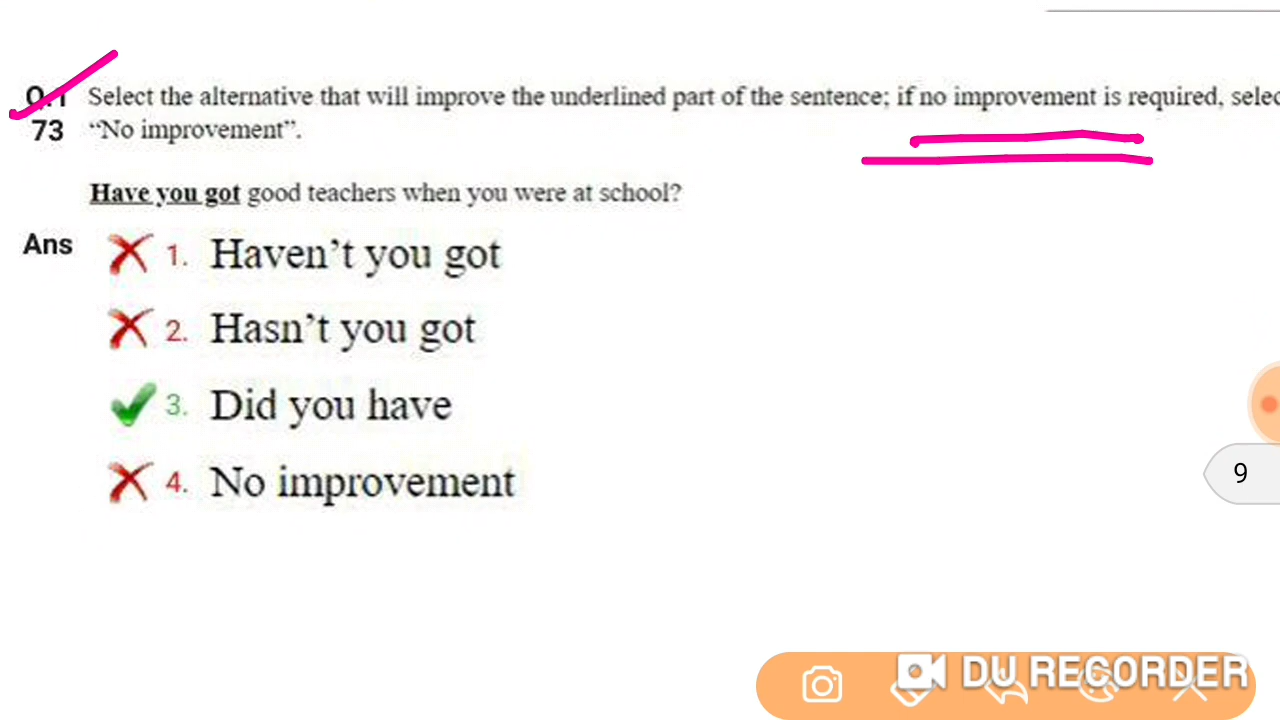 Q.1 Select the alternative that will improve the underlined part of the sentence; if no improvement is required, selec
73 “No improvement”.
Have you got good teachers when you were at school?
Ans 1. Haven’t you got
2. Hasn’t you got
3. Did you have
4. No improvement
9
DU RECORDER